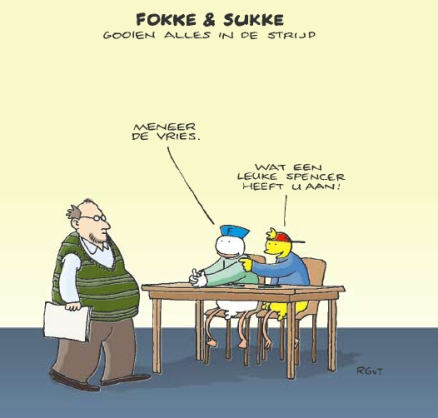 FOKKE & SUKKE
GOOIEN ALLES IN DE STRIJD
MENEER
DE VRIES.
WAT EEN
LEUKE SPENCER
HEEFT U AAN!
F
RGvT